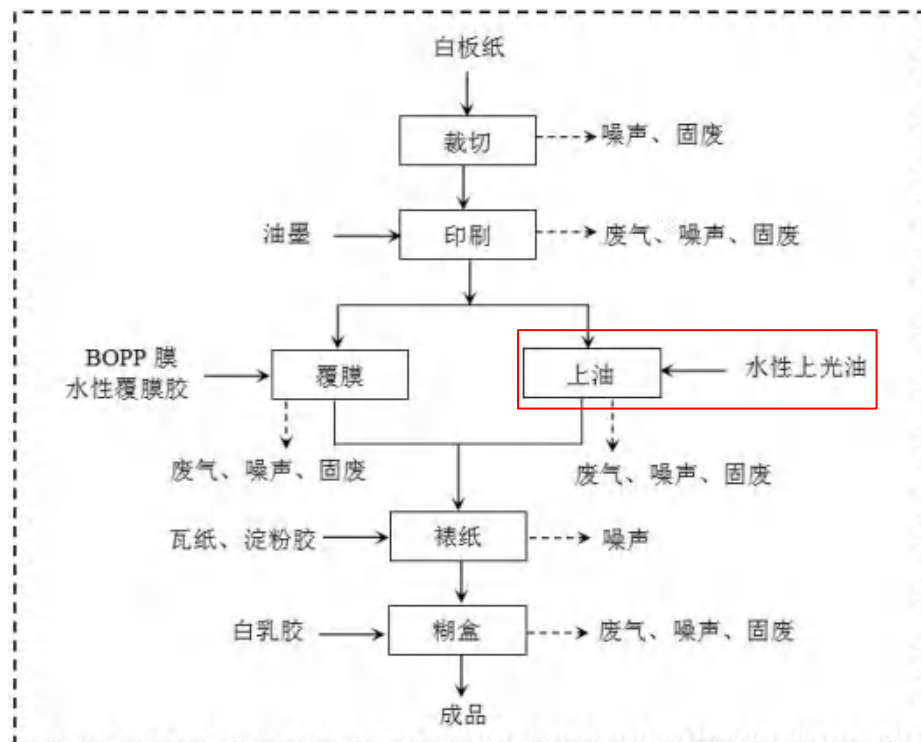 白板纸
裁切
噪声、固废
油墨
印刷
废气、噪声、固废
BOPP 膜
水性覆膜胶
覆膜
上油
水性上光油
废气、噪声、固废
废气、噪声、固废
瓦纸、淀粉胶
裱纸
噪声
白乳胶
糊盒
废气、噪声、固废
成品